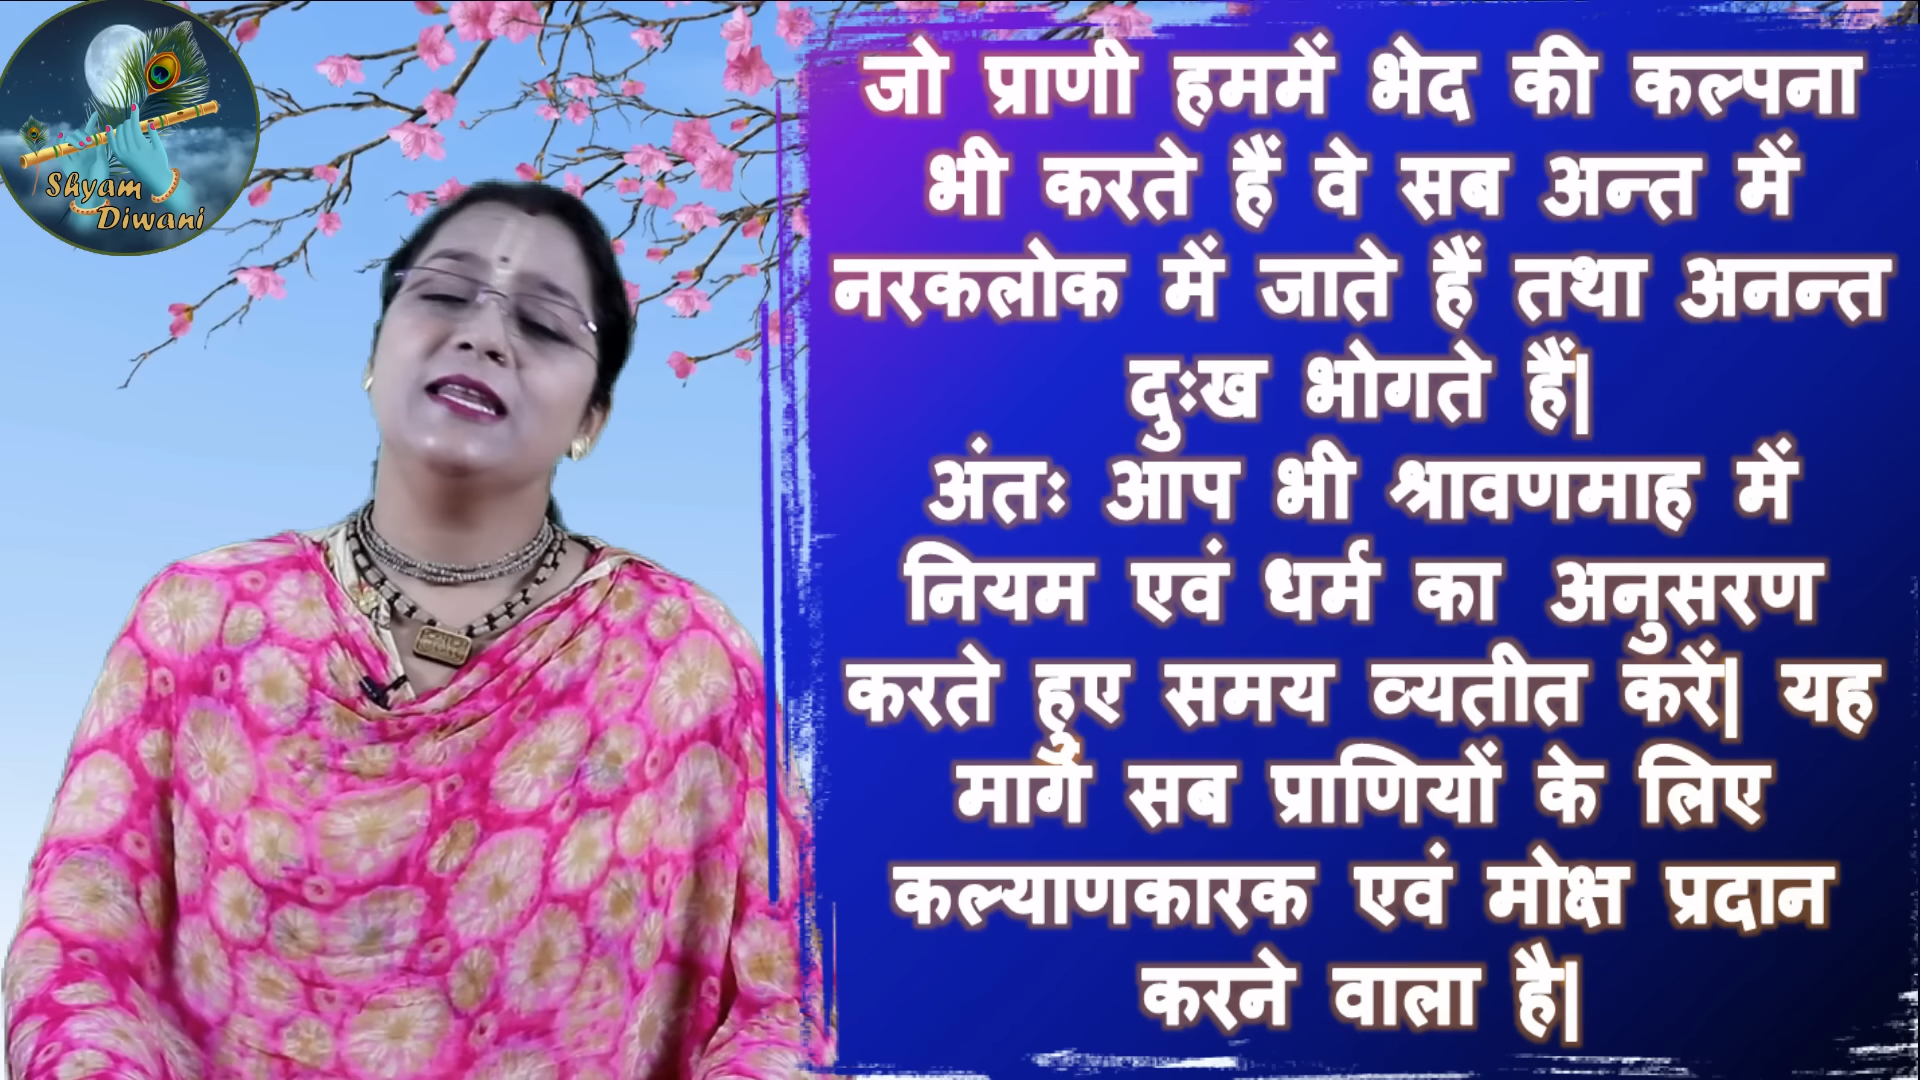 Shyam
Diwani
जो प्राणी हममें भेद की कल्पना
भी करते हैं वे सब अन्त में
नरकलोक में जाते हैं तथा अनन्त
दुःख भोगते हैं|
अंतः आप भी श्रावणमाह में
नियम एवं धर्म का अनुसरण
करते हुए समय व्यतीत करें| यह
मार्ग सब प्राणियों के लिए
कल्याणकारक एवं मोक्ष प्रदान
करने वाला है|